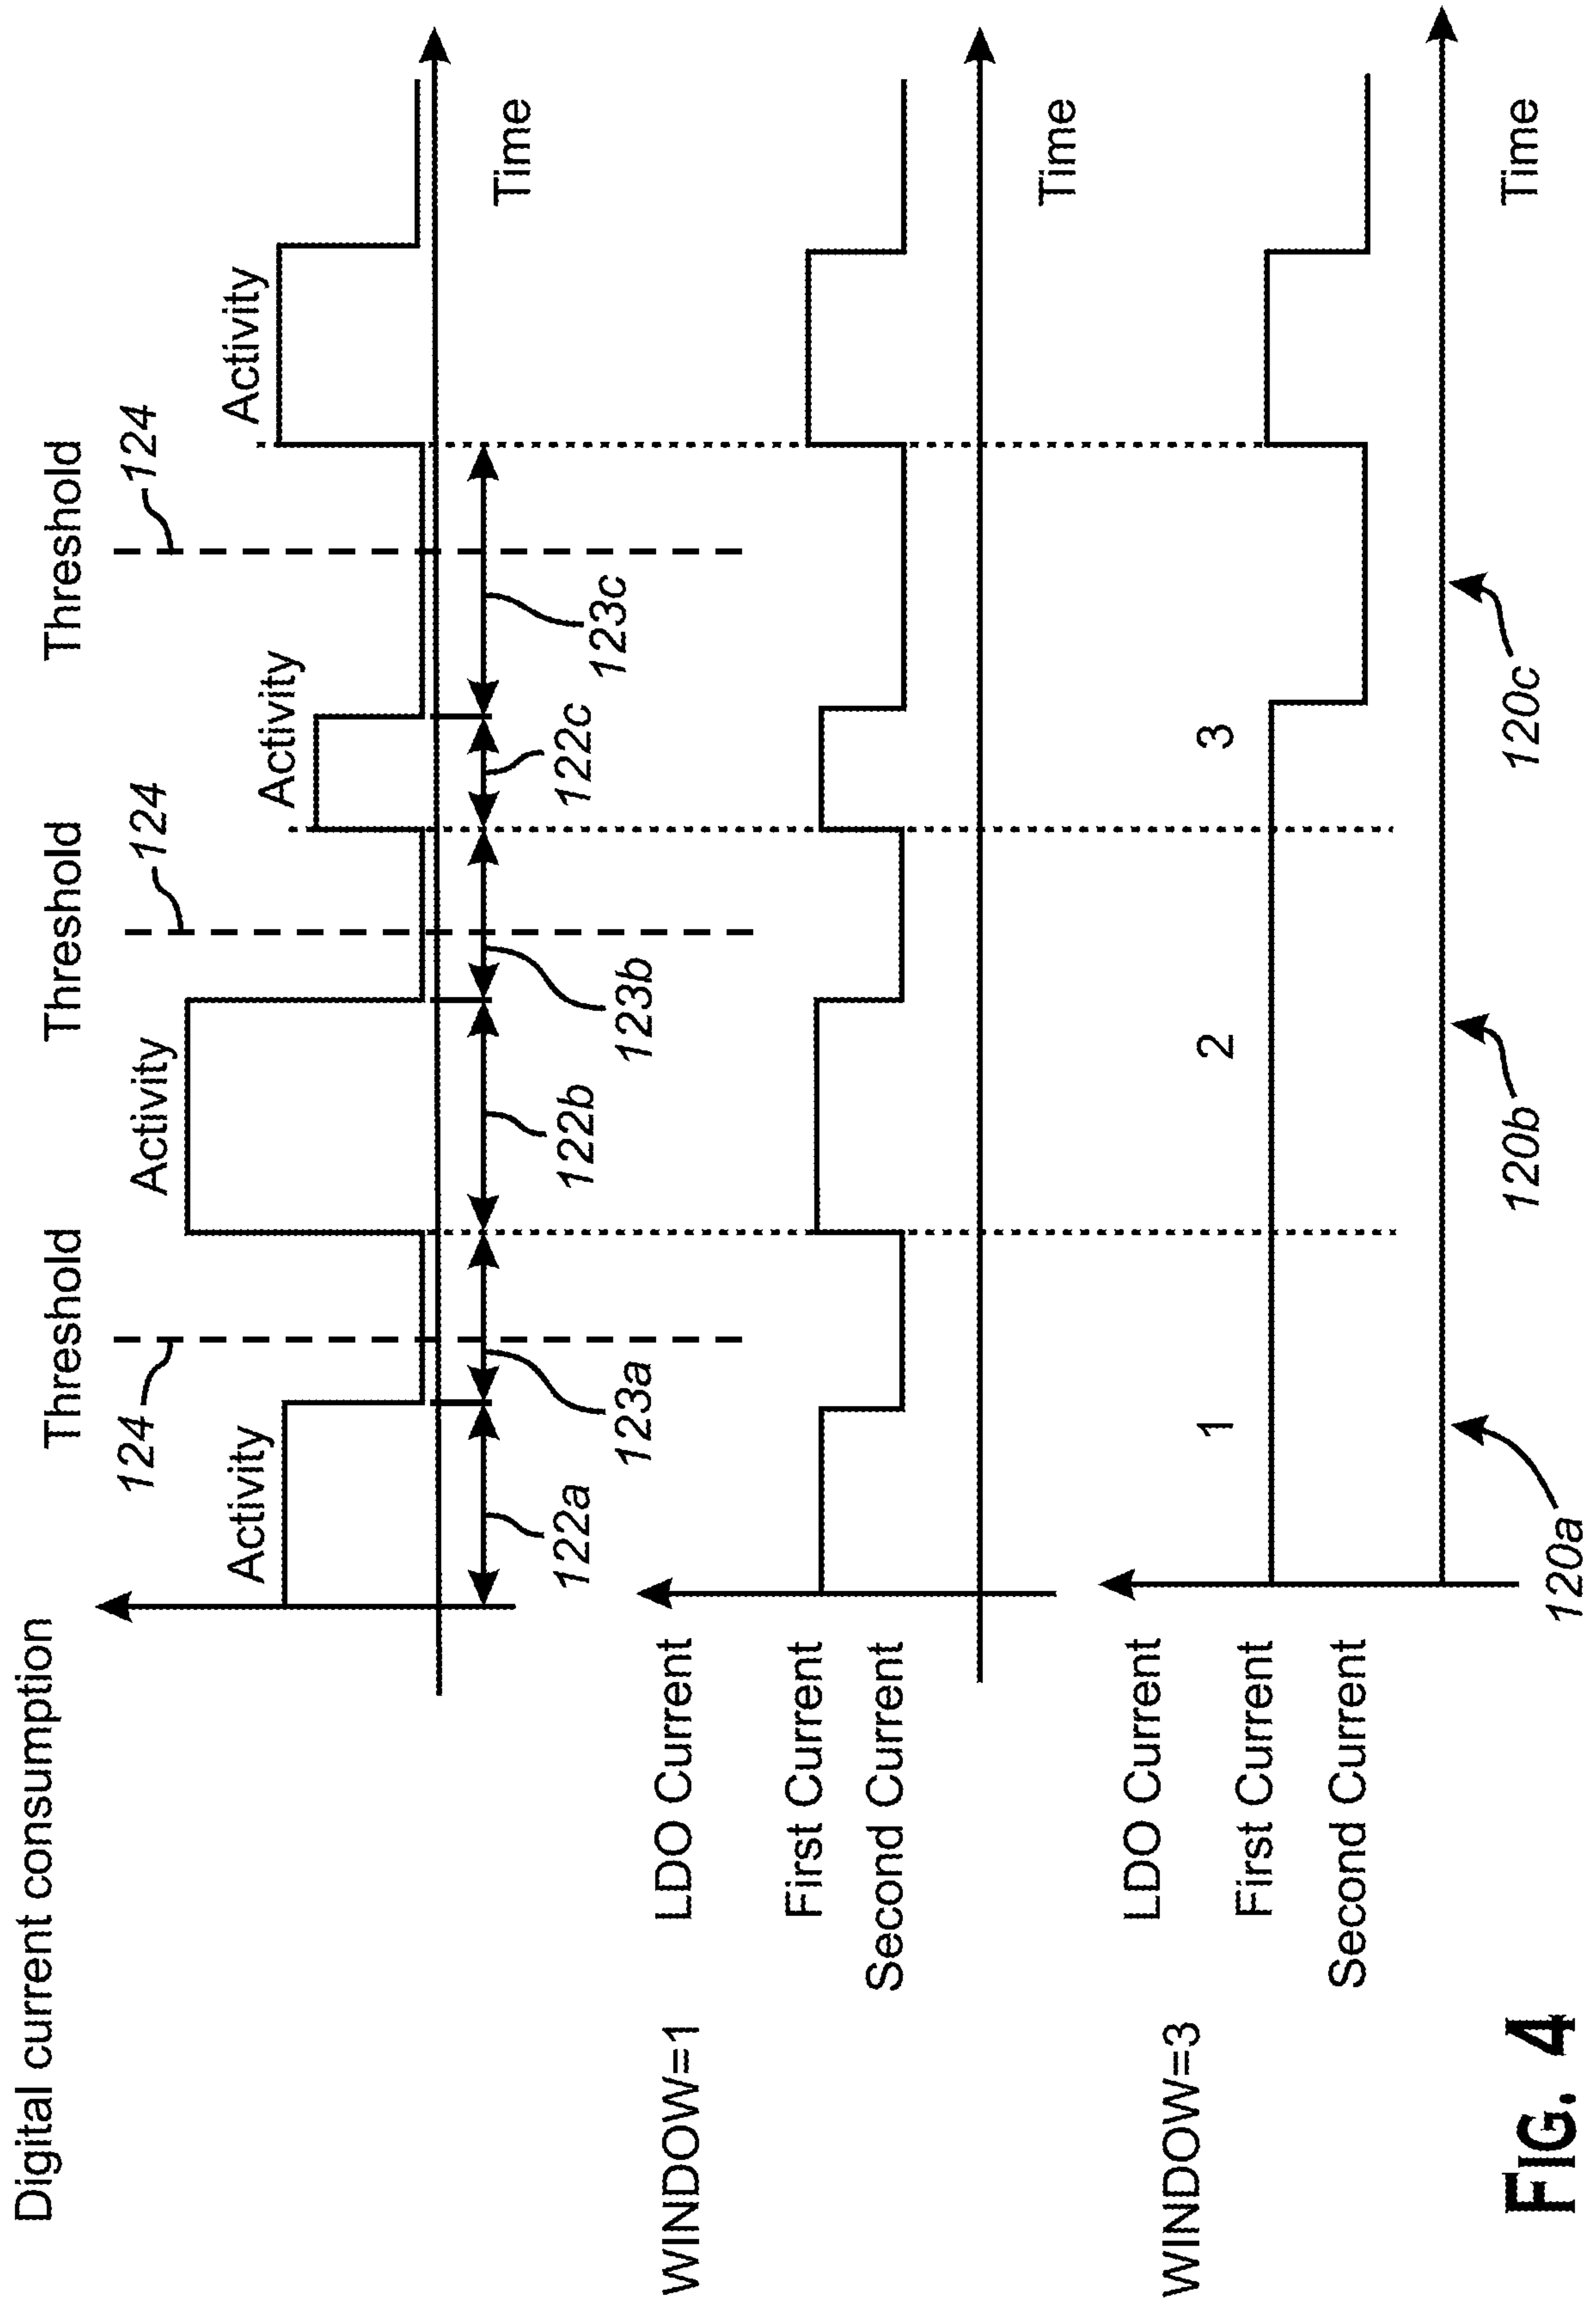 Digital current consumption
Threshold
Threshold
Threshold
124
124
124
Activity
Activity
Activity
Activity
122a
123a
122b
123b
122c
123c
Time
WINDOW=1
LDO Current
First Current
Second Current
Time
WINDOW=3
LDO Current
First Current
Second Current
1
2
3
Time
120a
120b
120c
FIG. 4